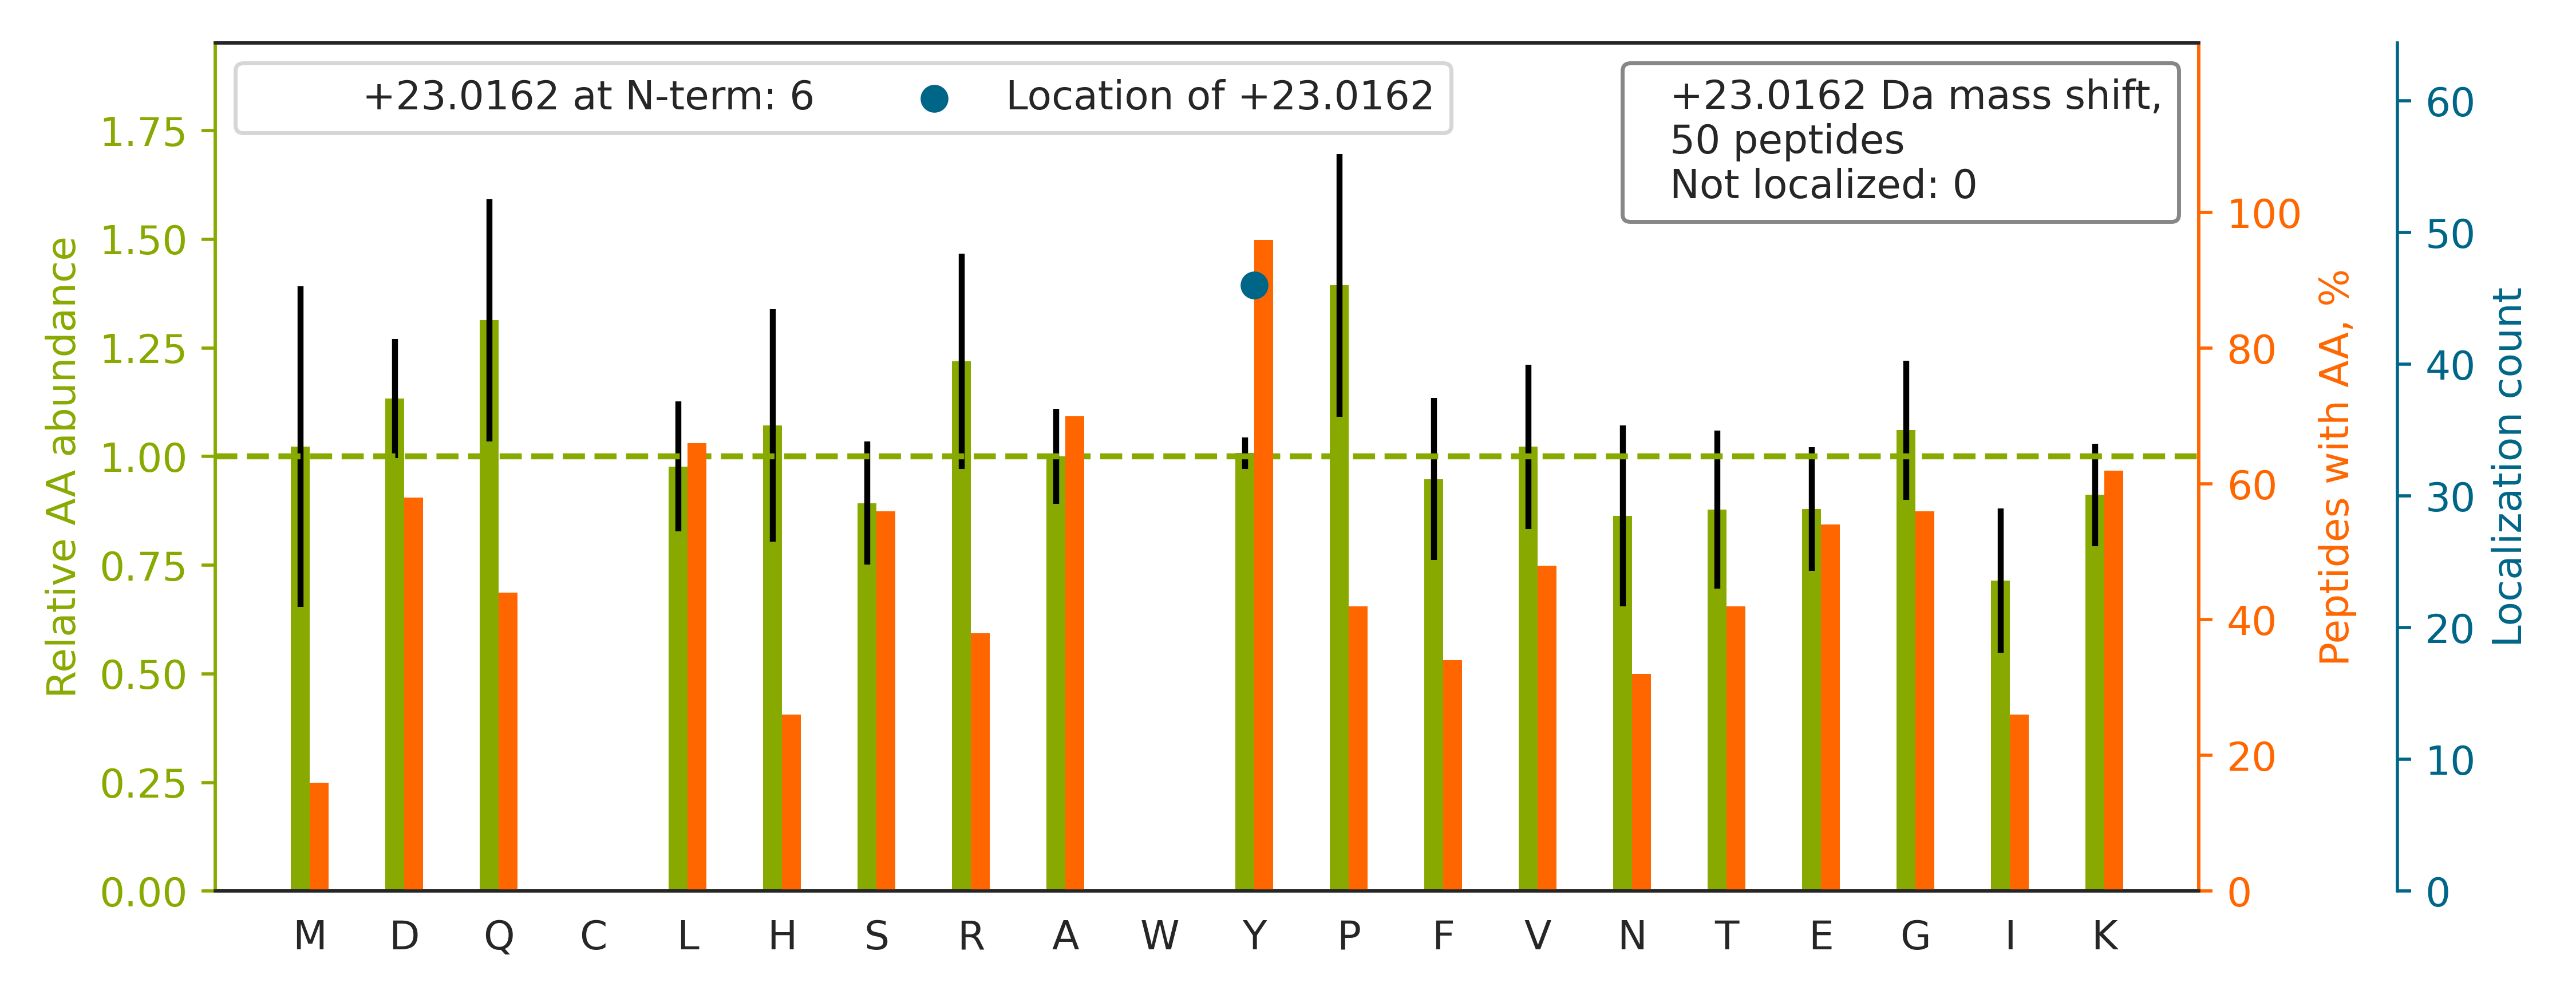 +23.0162 at N-term: 6
Location of +23.0162
+23.0162 Da mass shift,
50 peptides
Not localized: 0
Relative AA abundance
1.75
1.50
1.25
1.00
0.75
0.50
0.25
0.00
100
80
60
40
20
0
Peptides with AA, %
60
50
40
30
20
10
0
Localization count
M D Q C L H S R A W Y P F V N T E G I K